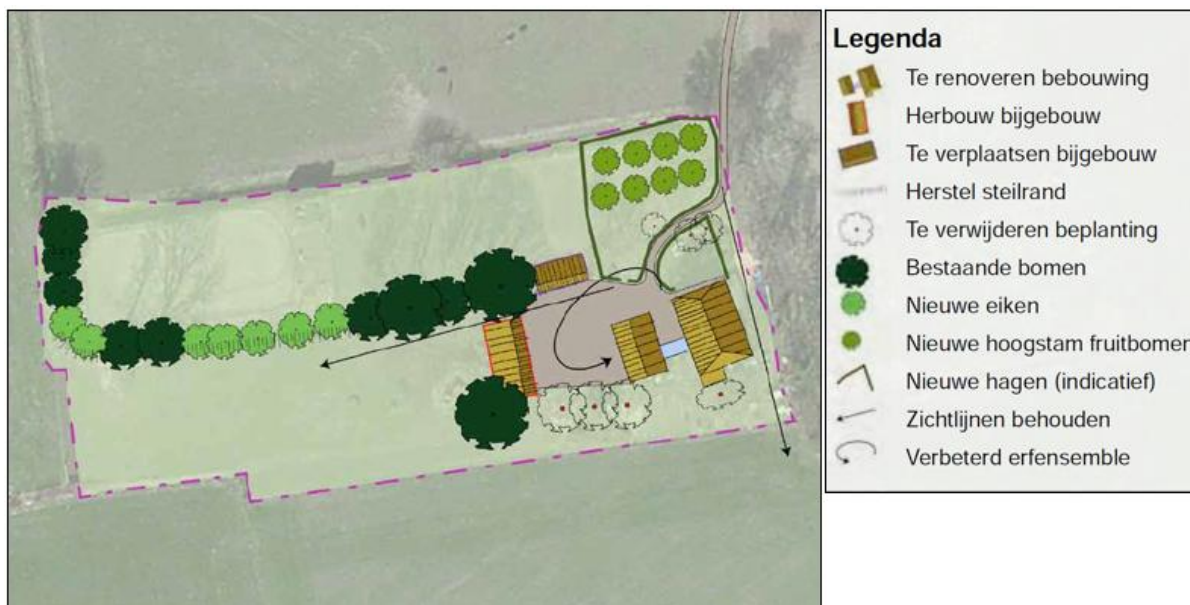 Legenda
Te renoveren bebouwing
Herbouw bijgebouw
Te verplaatsen bijgebouw
Herstel steilrand
Te verwijderen beplanting
Bestaande bomen
Nieuwe eiken
Nieuwe hoogstam fruitbomen
Nieuwe hagen (indicatief)
Zichtlijnen behouden
Verbeterd erfensemble